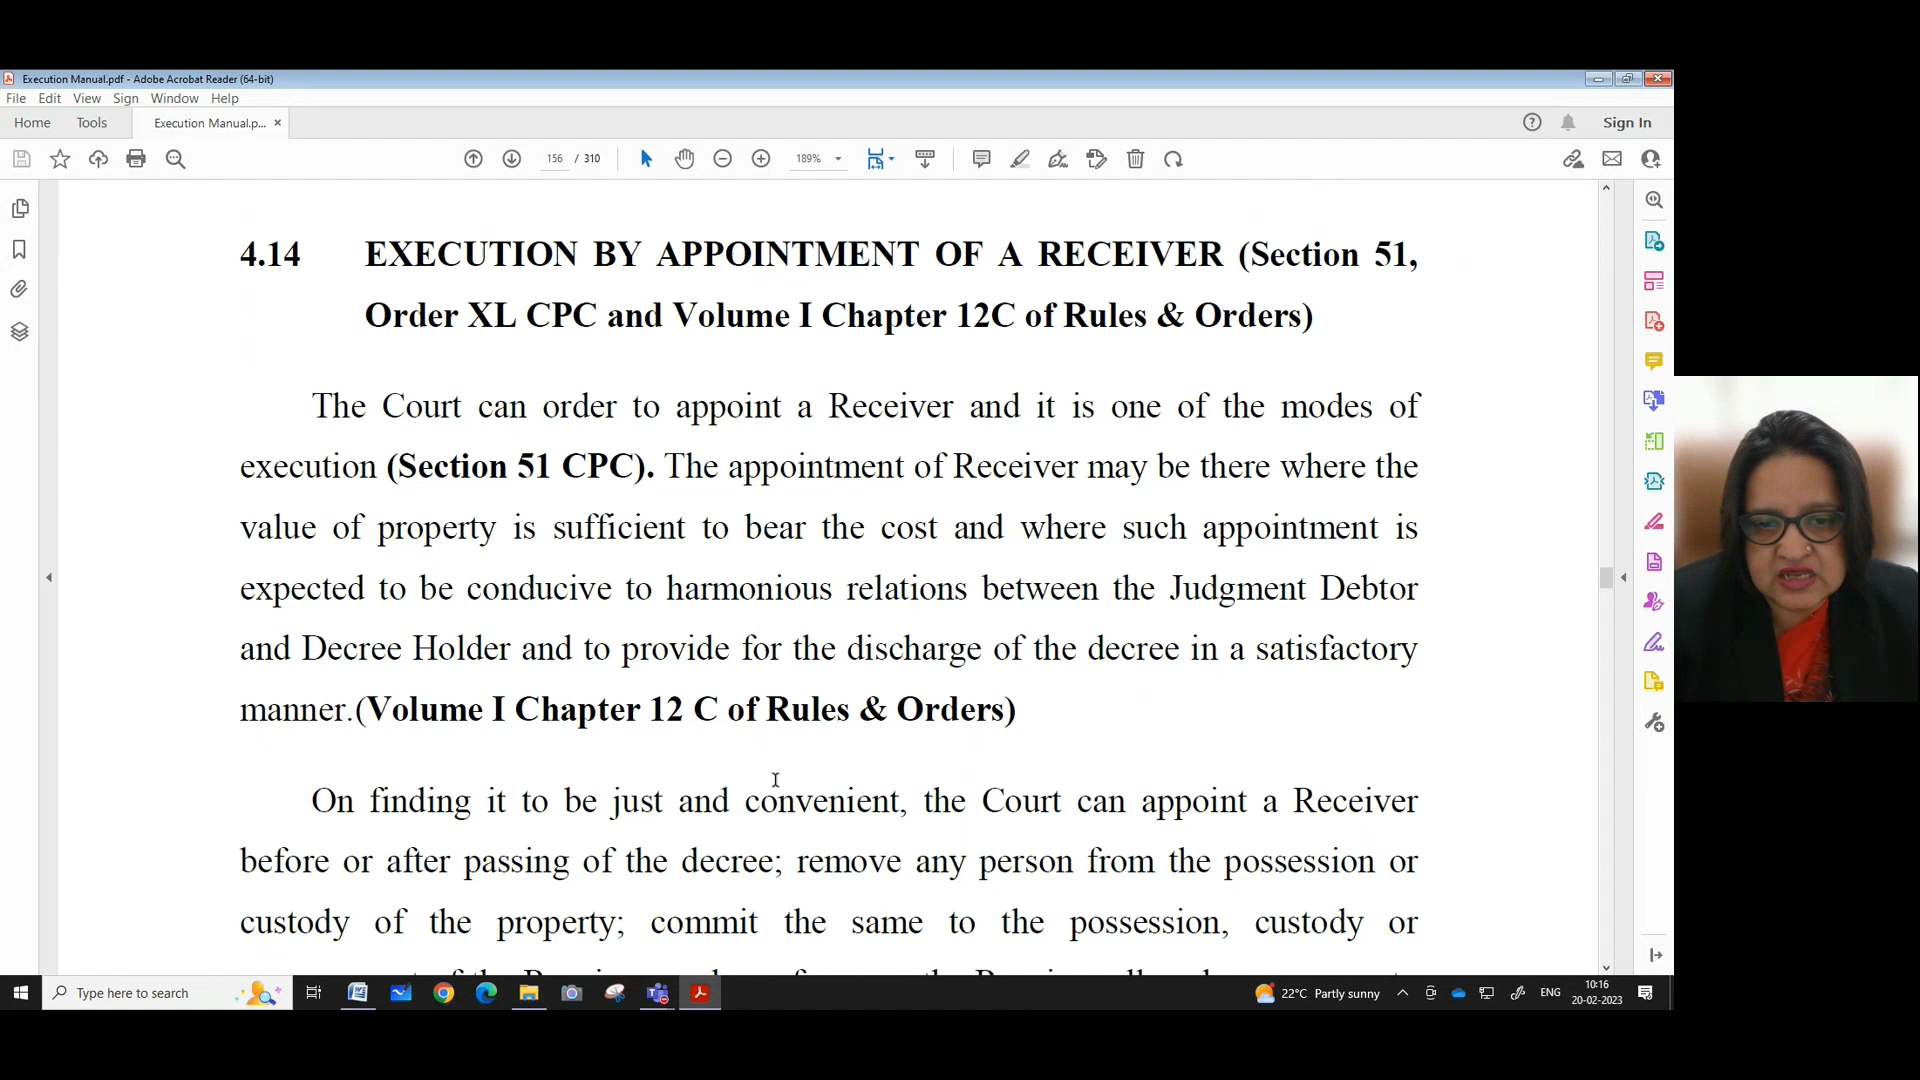 Execution Manual.pdf - Adobe Acrobat Reader (64-bit)
File Edit View Sign Window Help
Home Tools Execution Manual.p... × Sign In
156 / 310 189%
4.14 EXECUTION BY APPOINTMENT OF A RECEIVER (Section 51,
Order XL CPC and Volume I Chapter 12C of Rules & Orders)
The Court can order to appoint a Receiver and it is one of the modes of
execution (Section 51 CPC). The appointment of Receiver may be there where the
value of property is sufficient to bear the cost and where such appointment is
expected to be conducive to harmonious relations between the Judgment Debtor
and Decree Holder and to provide for the discharge of the decree in a satisfactory
manner.(Volume I Chapter 12 C of Rules & Orders)
On finding it to be just and convenient, the Court can appoint a Receiver
before or after passing of the decree; remove any person from the possession or
custody of the property; commit the same to the possession, custody or
Type here to search
22°C Partly sunny
ENG
10:16
20-02-2023